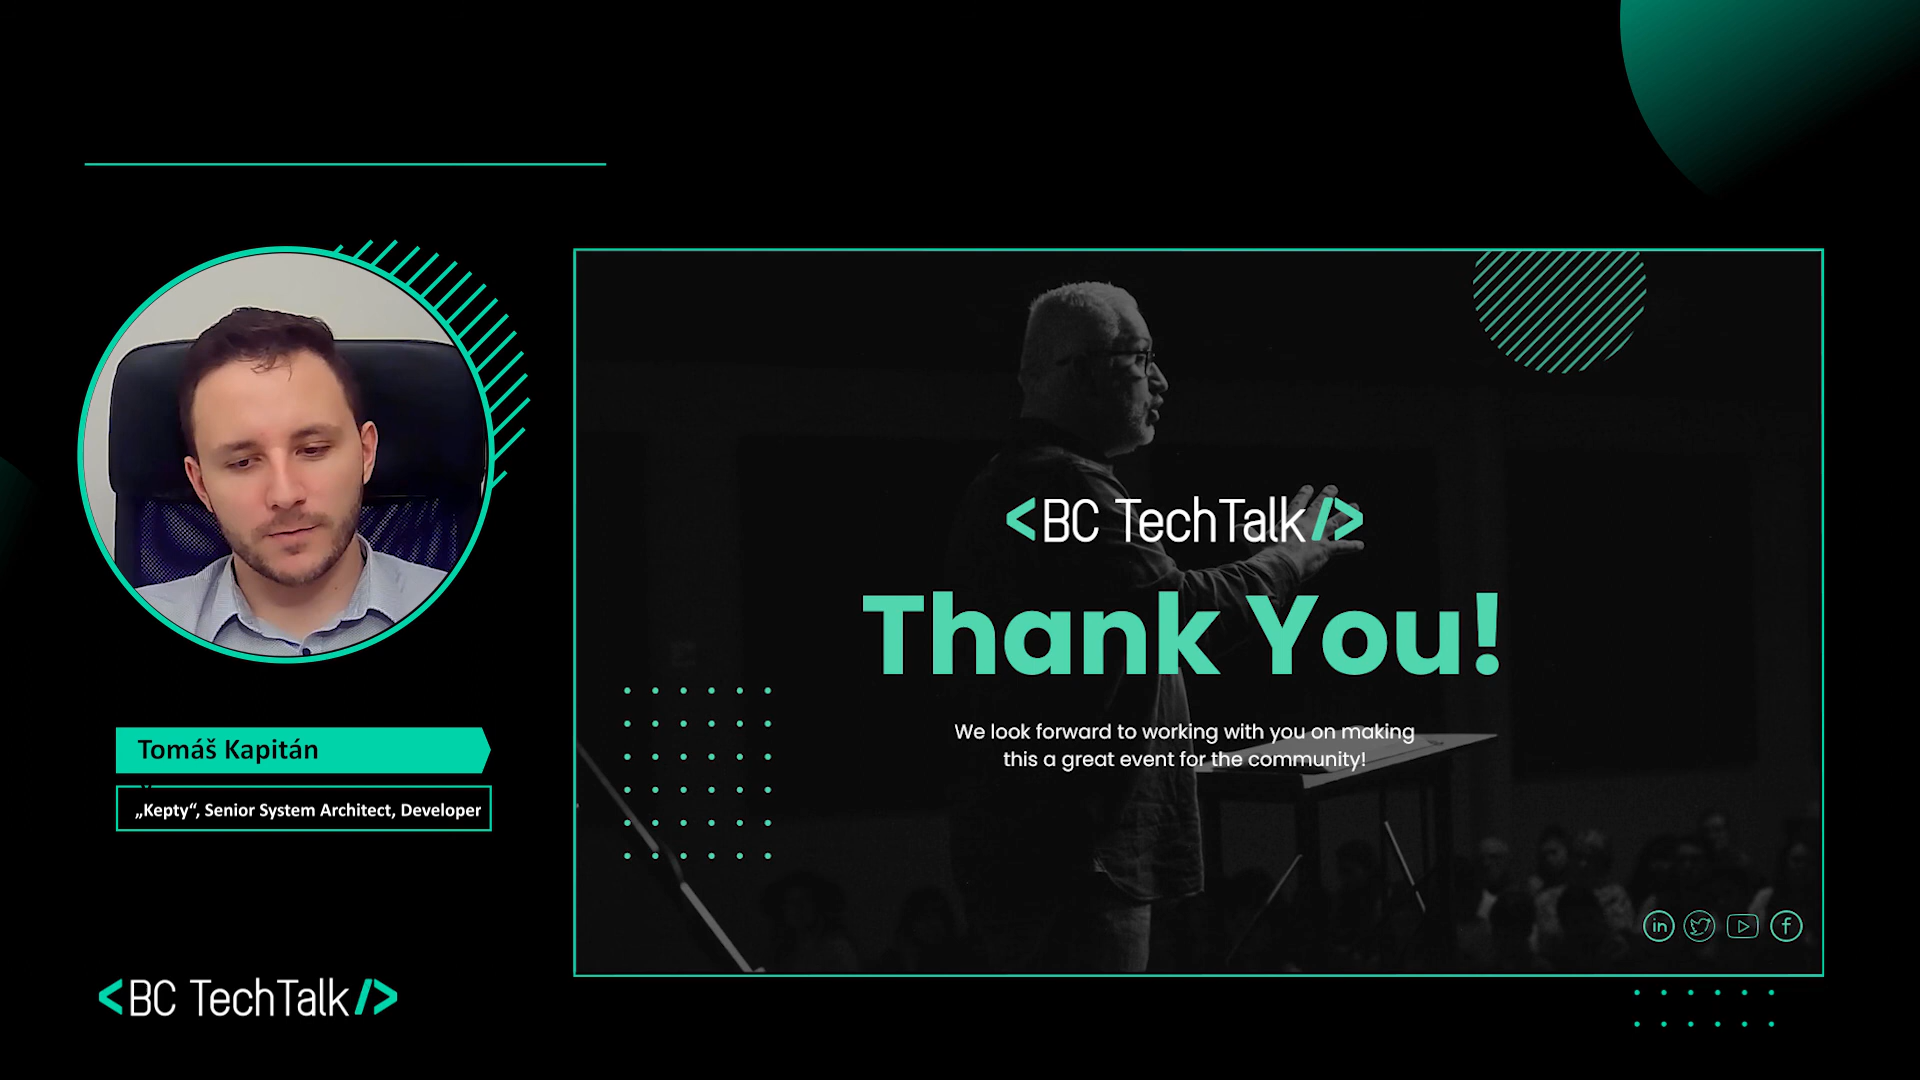 Tomáš Kapitán
„Kepty“, Senior System Architect, Developer
<BC TechTalk/>
<BC TechTalk/>
Thank You!
We look forward to working with you on making
this a great event for the community!
in
f